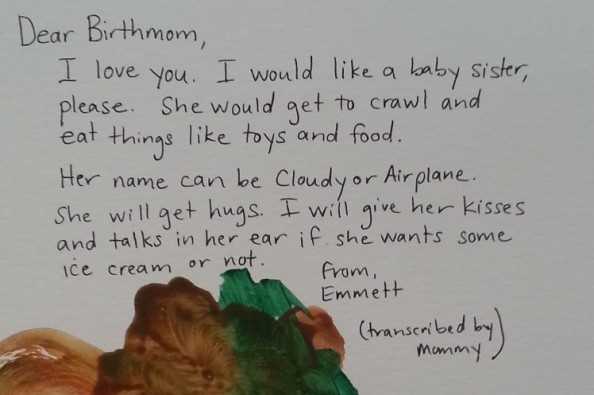 Dear Birthmom,
I love you. I would like a baby sister,
please. She would get to crawl and
eat things like toys and food.
Her name can be Cloudy or Airplane.
She will get hugs. I will give her kisses
and talks in her ear if she wants some
ice cream or not.
From,
Emmett
(transcribed by
mommy)